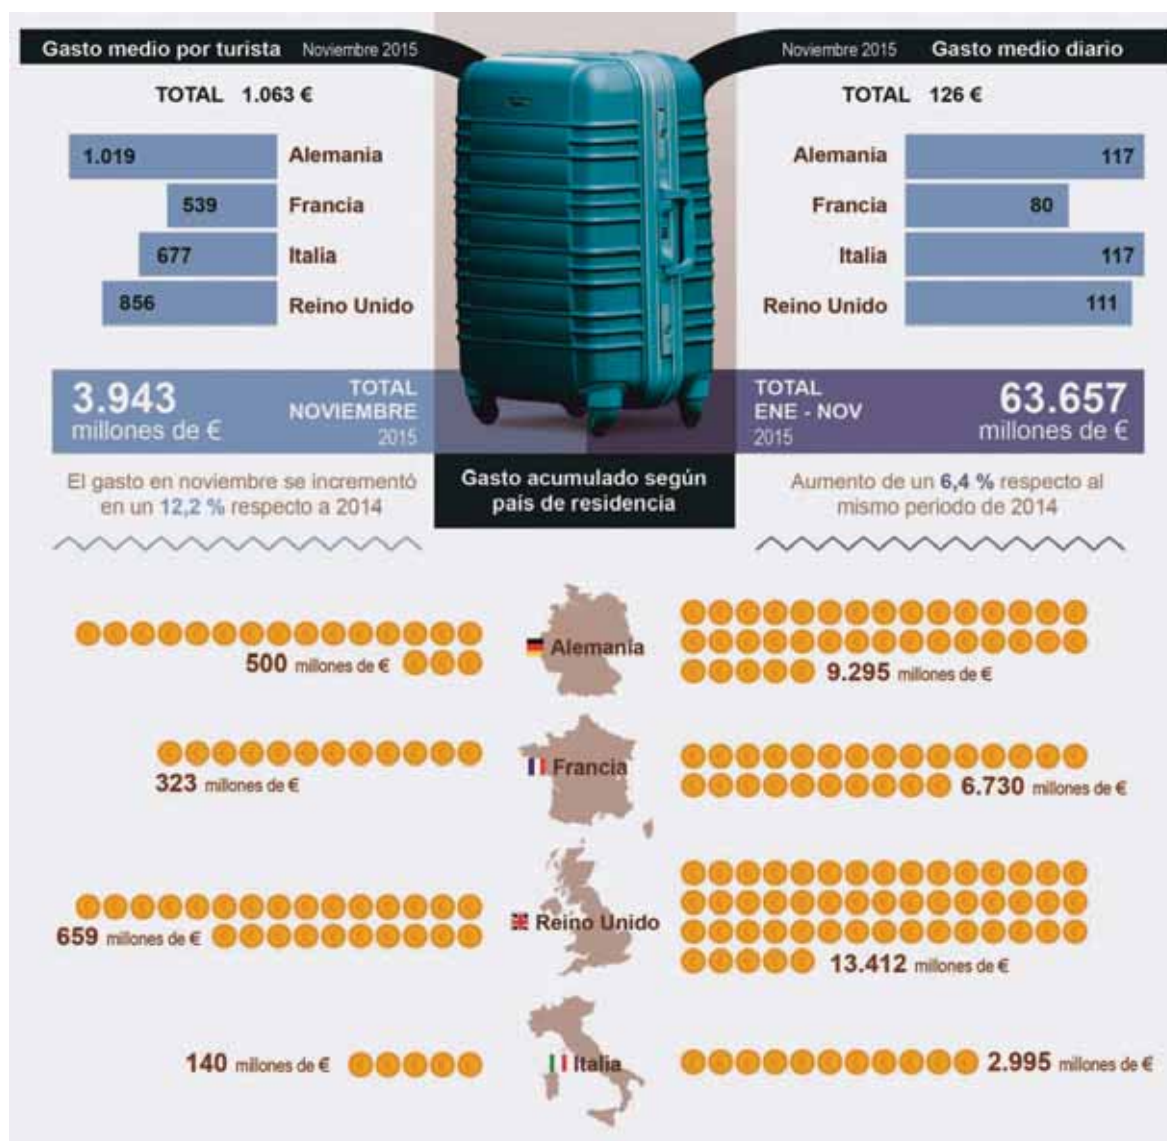 Gasto medio por turista Noviembre 2015
TOTAL 1.063 €
1.019 Alemania
539 Francia
677 Italia
856 Reino Unido
Noviembre 2015 Gasto medio diario
TOTAL 126 €
Alemania 117
Francia 80
Italia 117
Reino Unido 111
3.943
millones de €
TOTAL
NOVIEMBRE
2015
TOTAL
ENE - NOV
2015
63.657
millones de €
El gasto en noviembre se incrementó
en un 12,2 % respecto a 2014
Gasto acumulado según
país de residencia
Aumento de un 6,4 % respecto al
mismo periodo de 2014
Alemania
500 millones de €
9.295 millones de €
Francia
323 millones de €
6.730 millones de €
Reino Unido
659 millones de €
13.412 millones de €
Italia
140 millones de €
2.995 millones de €